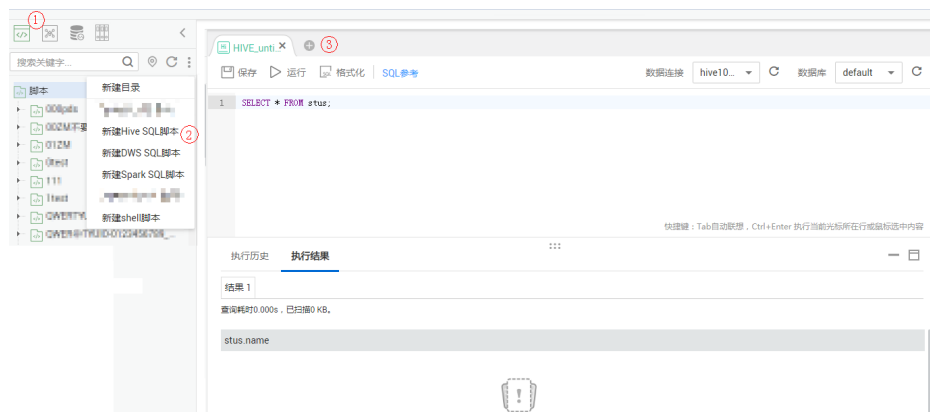 ①
HIVE_unti...
③
保存 运行 格式化 SQL参考 数据连接 hive10... 数据库 default
搜索关键字...
1 SELECT * FROM stus;
脚本
新建目录
新建Hive SQL脚本 ②
新建DWS SQL脚本
新建Spark SQL脚本
新建shell脚本
012M
0test
111
1test
快捷键：Tab自动联想，Ctrl+Enter 执行当前光标所在行或鼠标选中内容
执行历史 执行结果
结果 1
查询耗时0.000s，已扫描0 KB。
stus.name